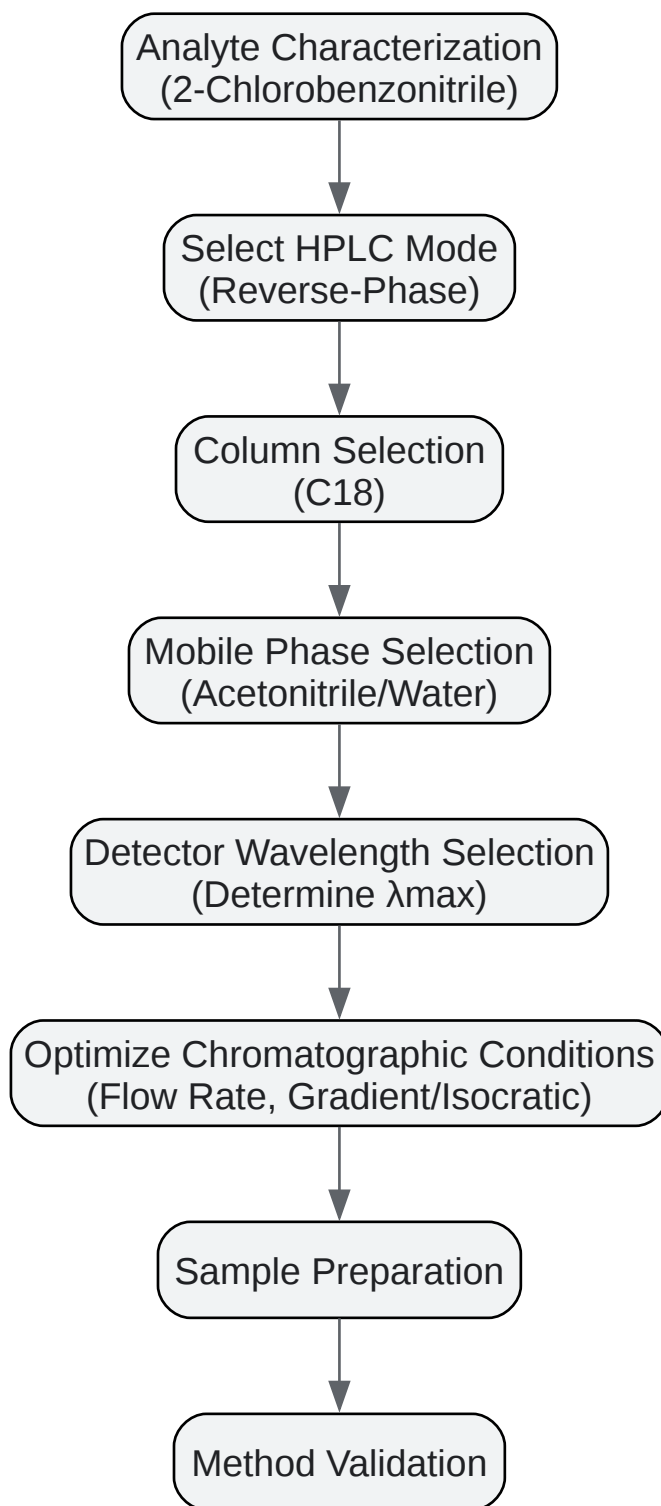 Analyte Characterization
(2-Chlorobenzonitrile)
Select HPLC Mode
(Reverse-Phase)
Column Selection
(C18)
Mobile Phase Selection
(Acetonitrile/Water)
Detector Wavelength Selection
(Determine λmax)
Optimize Chromatographic Conditions
(Flow Rate, Gradient/Isocratic)
Sample Preparation
Method Validation